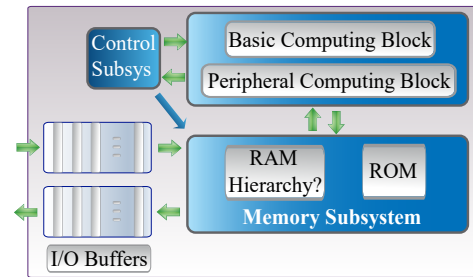 Control
Subsys
Basic Computing Block
Peripheral Computing Block
RAM
Hierarchy?
ROM
Memory Subsystem
I/O Buffers